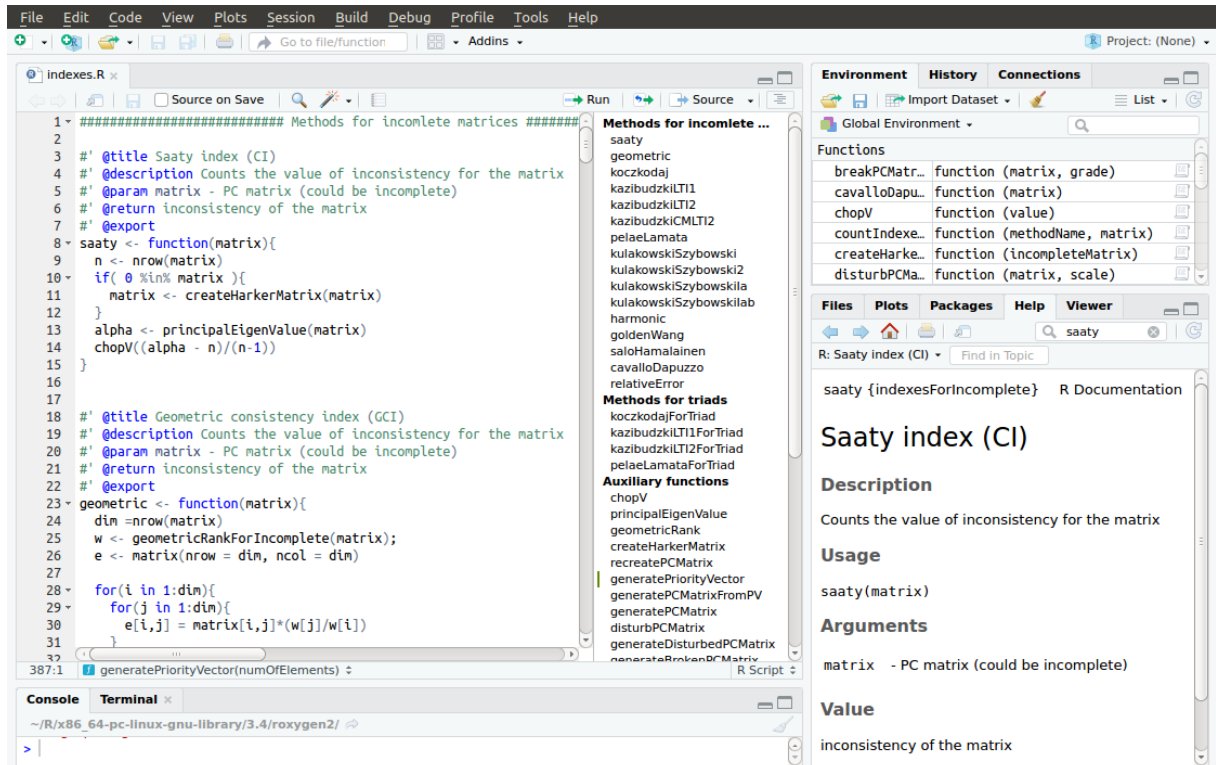 File Edit Code View Plots Session Build Debug Profile Tools Help
Go to file/function Addins Project: (None)
indexes.R
Source on Save Run Source
1 ########################### Methods for incomlete matrices #######
2
3 #' @title Saaty index (CI)
4 #' @description Counts the value of inconsistency for the matrix
5 #' @param matrix - PC matrix (could be incomplete)
6 #' @return inconsistency of the matrix
7 #' @export
8 saaty <- function(matrix){
9 n <- nrow(matrix)
10 if( 0 %in% matrix ){
11 matrix <- createHarkerMatrix(matrix)
12 }
13 alpha <- principalEigenValue(matrix)
14 chopV((alpha - n)/(n-1))
15 }
16
17
18 #' @title Geometric consistency index (GCI)
19 #' @description Counts the value of inconsistency for the matrix
20 #' @param matrix - PC matrix (could be incomplete)
21 #' @return inconsistency of the matrix
22 #' @export
23 geometric <- function(matrix){
24 dim =nrow(matrix)
25 w <- geometricRankForIncomplete(matrix);
26 e <- matrix(nrow = dim, ncol = dim)
27
28 for(i in 1:dim){
29 for(j in 1:dim){
30 e[i,j] = matrix[i,j]*(w[j]/w[i])
31 }
32
387:1 generatePriorityVector(numOfElements) R Script
Methods for incomlete ...
saaty
geometric
koczkodaj
kazibudzkiLTI1
kazibudzkiLTI2
kazibudzkiCMLTI2
pelaeLamata
kulakowskiSzybowski
kulakowskiSzybowski2
kulakowskiSzybowskiIa
kulakowskiSzybowskiIab
harmonic
goldenWang
saloHamalainen
cavalloDapuzzo
relativeError
Methods for triads
koczkodajForTriad
kazibudzkiLTI1ForTriad
kazibudzkiLTI2ForTriad
pelaeLamataForTriad
Auxiliary functions
chopV
principalEigenValue
geometricRank
createHarkerMatrix
recreatePCMatrix
generatePriorityVector
generatePCMatrixFromPV
generatePCMatrix
disturbPCMatrix
generateDisturbedPCMatrix
generateBrokenPCMatrix
Console Terminal
~/R/x86_64-pc-linux-gnu-library/3.4/roxygen2/
>
Environment History Connections
Import Dataset List
Global Environment
Functions
breakPCMatr… function (matrix, grade)
cavalloDapu… function (matrix)
chopV function (value)
countIndexe… function (methodName, matrix)
createHarke… function (incompleteMatrix)
disturbPCMa… function (matrix, scale)
Files Plots Packages Help Viewer
saaty
R: Saaty index (CI) Find in Topic
saaty {indexesForIncomplete} R Documentation
Saaty index (CI)
Description
Counts the value of inconsistency for the matrix
Usage
saaty(matrix)
Arguments
matrix - PC matrix (could be incomplete)
Value
inconsistency of the matrix